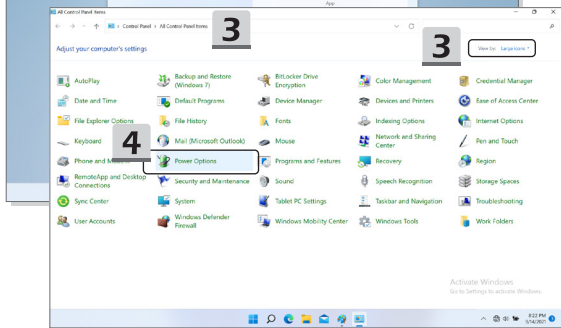 App
All Control Panel Items
Control Panel > All Control Panel Items
3
3
Adjust your computer's settings
View by: Large icons
AutoPlay
Backup and Restore (Windows 7)
BitLocker Drive Encryption
Color Management
Credential Manager
Date and Time
Default Programs
Device Manager
Devices and Printers
Ease of Access Center
File Explorer Options
File History
Fonts
Indexing Options
Internet Options
Keyboard
4
Mail (Microsoft Outlook)
Mouse
Network and Sharing Center
Pen and Touch
Phone and
Power Options
Programs and Features
Recovery
Region
RemoteApp and Desktop Connections
Security and Maintenance
Sound
Speech Recognition
Storage Spaces
Sync Center
System
Tablet PC Settings
Taskbar and Navigation
Troubleshooting
User Accounts
Windows Defender Firewall
Windows Mobility Center
Windows Tools
Work Folders
Activate Windows
Go to Settings to activate Windows.
8:22 PM